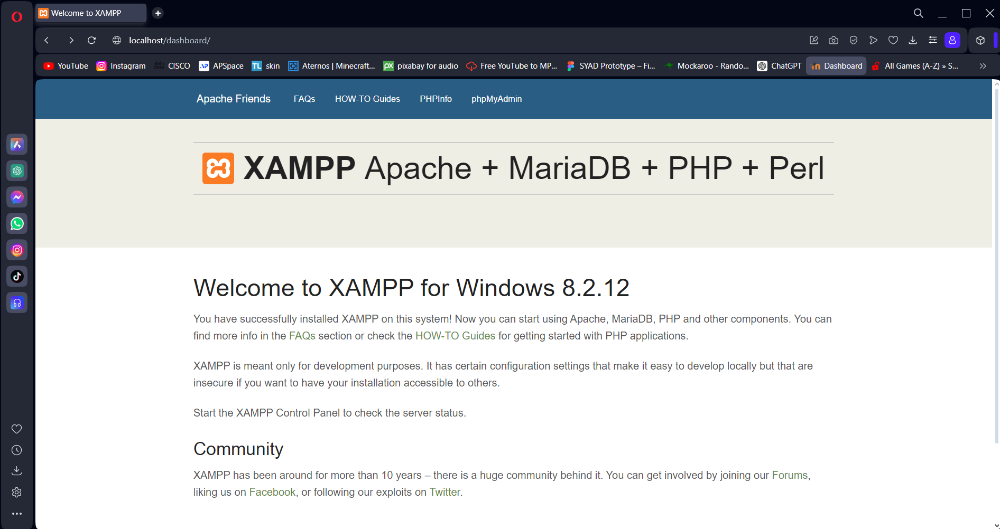 Welcome to XAMPP
localhost/dashboard/
YouTube Instagram CISCO APSpace TL skin Aternos | Minecraft... px pixabay for audio Free YouTube to MP... SYAD Prototype – Fi... Mockaroo - Rando... ChatGPT Dashboard All Games (A-Z) » S...
Apache Friends FAQs HOW-TO Guides PHPInfo phpMyAdmin
XAMPP Apache + MariaDB + PHP + Perl
Welcome to XAMPP for Windows 8.2.12
You have successfully installed XAMPP on this system! Now you can start using Apache, MariaDB, PHP and other components. You can
find more info in the FAQs section or check the HOW-TO Guides for getting started with PHP applications.
XAMPP is meant only for development purposes. It has certain configuration settings that make it easy to develop locally but that are
insecure if you want to have your installation accessible to others.
Start the XAMPP Control Panel to check the server status.
Community
XAMPP has been around for more than 10 years – there is a huge community behind it. You can get involved by joining our Forums,
liking us on Facebook, or following our exploits on Twitter.